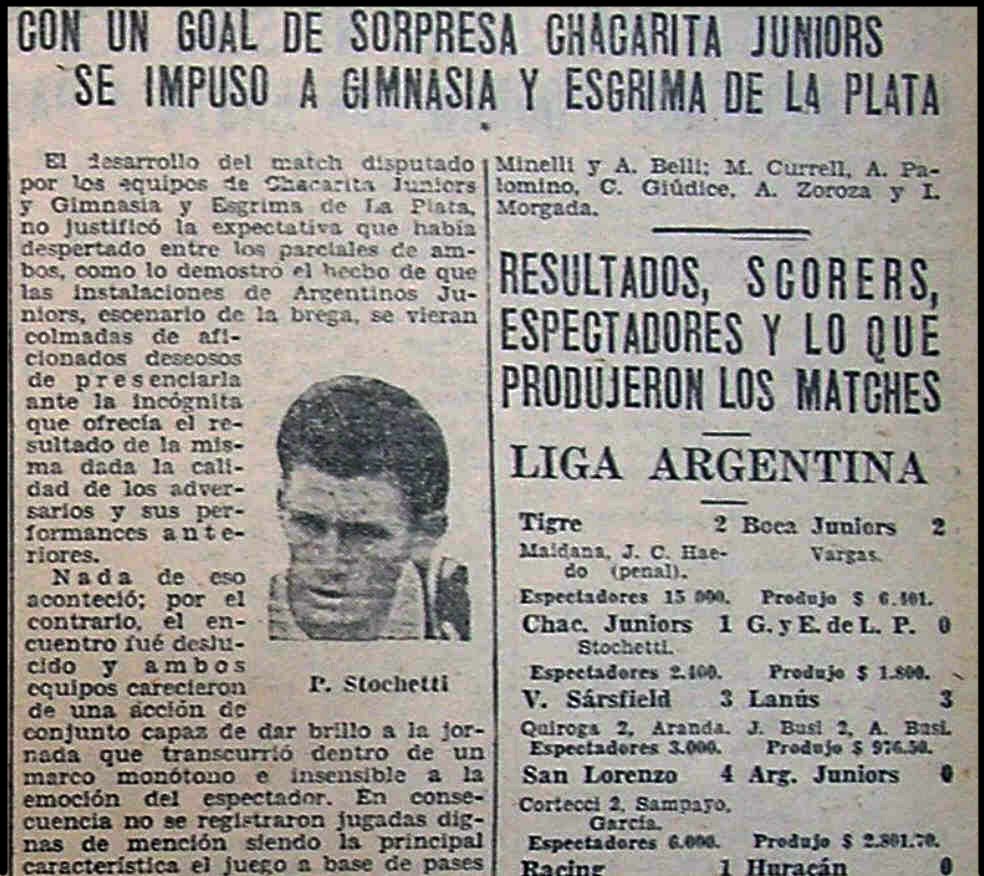 CON UN GOAL DE SORPRESA CHACARITA JUNIORS
SE IMPUSO A GIMNASIA Y ESGRIMA DE LA PLATA
El desarrollo del match disputado
por los equipos de Chacarita Juniors
y Gimnasia y Esgrima de La Plata,
no justificó la expectativa que había
despertado entre los parciales de am-
bos, como lo demostró el hecho de que
las instalaciones de Argentinos Ju-
niors, escenario de la brega, se vieran
colmadas de afi-
cionados deseosos
de presenciarla
ante la incógnita
que ofrecía el re-
sultado de la mis-
ma dada la cali-
dad de los adver-
sarios y sus per-
formances ante-
riores.
Nada de eso
aconteció; por el
contrario, el en-
cuentro fué deslu-
cido y ambos
equipos carecieron
de una acción de
conjunto capaz de dar brillo a la jor-
nada que transcurrió dentro de un
marco monótono e insensible a la
emoción del espectador. En conse-
cuencia no se registraron jugadas dig-
nas de mención siendo la principal
característica el juego a base de pases
P. Stochetti
Minelli y A. Belli; M. Currell, A. Pa-
lomino, C. Giúdice, A. Zoroza y I.
Morgada.
RESULTADOS, SCORERS,
ESPECTADORES Y LO QUE
PRODUJERON LOS MATCHES
LIGA ARGENTINA
Tigre 2 Boca Juniors 2
Maidana, J. C. Hae- Vargas.
do (penal).
Espectadores 15 000. Produjo $ 6.401.
Chac. Juniors 1 G. y E. de L. P. 0
Stochetti.
Espectadores 2.400. Produjo $ 1.800.
V. Sársfield 3 Lanús 3
Quiroga 2, Aranda. J. Busi 2, A. Busi.
Espectadores 3.000. Produjo $ 976.50.
San Lorenzo 4 Arg. Juniors 0
Cortecci 2, Sampayo,
García.
Espectadores 6.000. Produjo $ 2.801.70.
Racing 1 Huracán 0